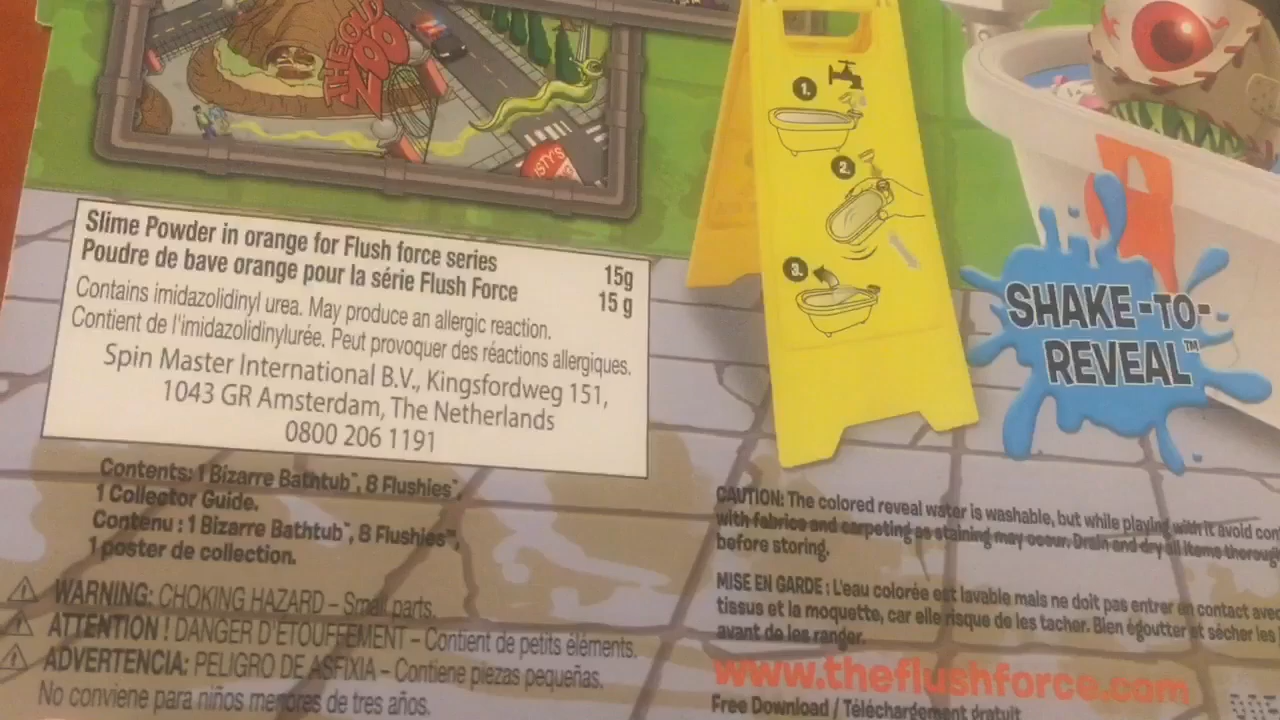 THE OLD ZOO
1.
2.
3.
SHAKE-TO-
REVEAL™
Slime Powder in orange for Flush force series 15g
Poudre de bave orange pour la série Flush Force 15 g
Contains imidazolidinyl urea. May produce an allergic reaction.
Contient de l'imidazolidinylurée. Peut provoquer des réactions allergiques.
Spin Master International B.V., Kingsfordweg 151,
1043 GR Amsterdam, The Netherlands
0800 206 1191
Contents: 1 Bizarre Bathtub™, 8 Flushies™,
1 Collector Guide.
Contenu : 1 Bizarre Bathtub™, 8 Flushies™,
1 poster de collection.
WARNING: CHOKING HAZARD – Small parts.
ATTENTION ! DANGER D'ÉTOUFFEMENT – Contient de petits éléments.
ADVERTENCIA: PELIGRO DE ASFIXIA – Contiene piezas pequeñas.
No conviene para niños menores de tres años.
CAUTION: The colored reveal water is washable, but while playing with it avoid
with fabrics and carpeting as staining may occur. Drain and dry all items
before storing.
MISE EN GARDE : L'eau colorée est lavable mais ne doit pas entrer en contact avec
tissus et la moquette, car elle risque de les tacher. Bien égoutter et sécher les
avant de les ranger.
www.theflushforce.com
Free Download / Téléchargement gratuit